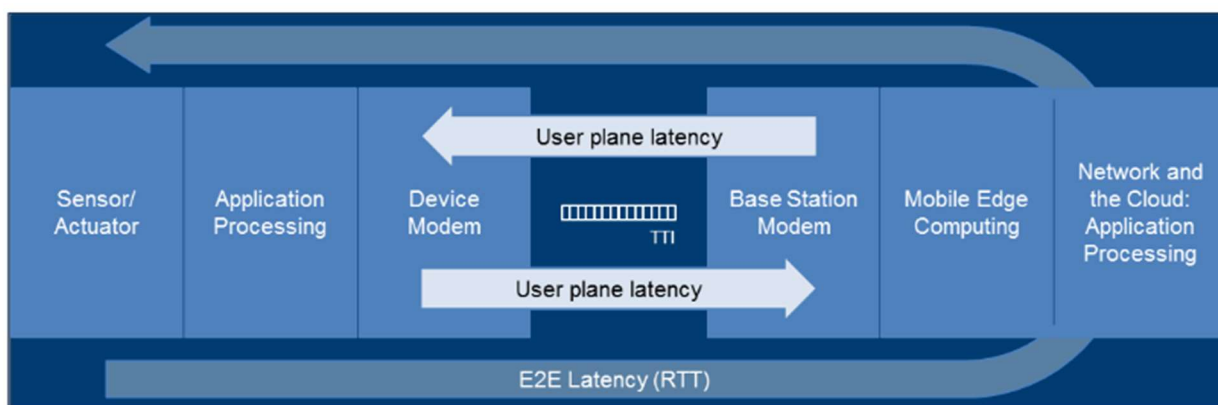 User plane latency
Sensor/
Actuator
Application
Processing
Device
Modem
TTI
Base Station
Modem
Mobile Edge
Computing
Network and
the Cloud:
Application
Processing
User plane latency
E2E Latency (RTT)